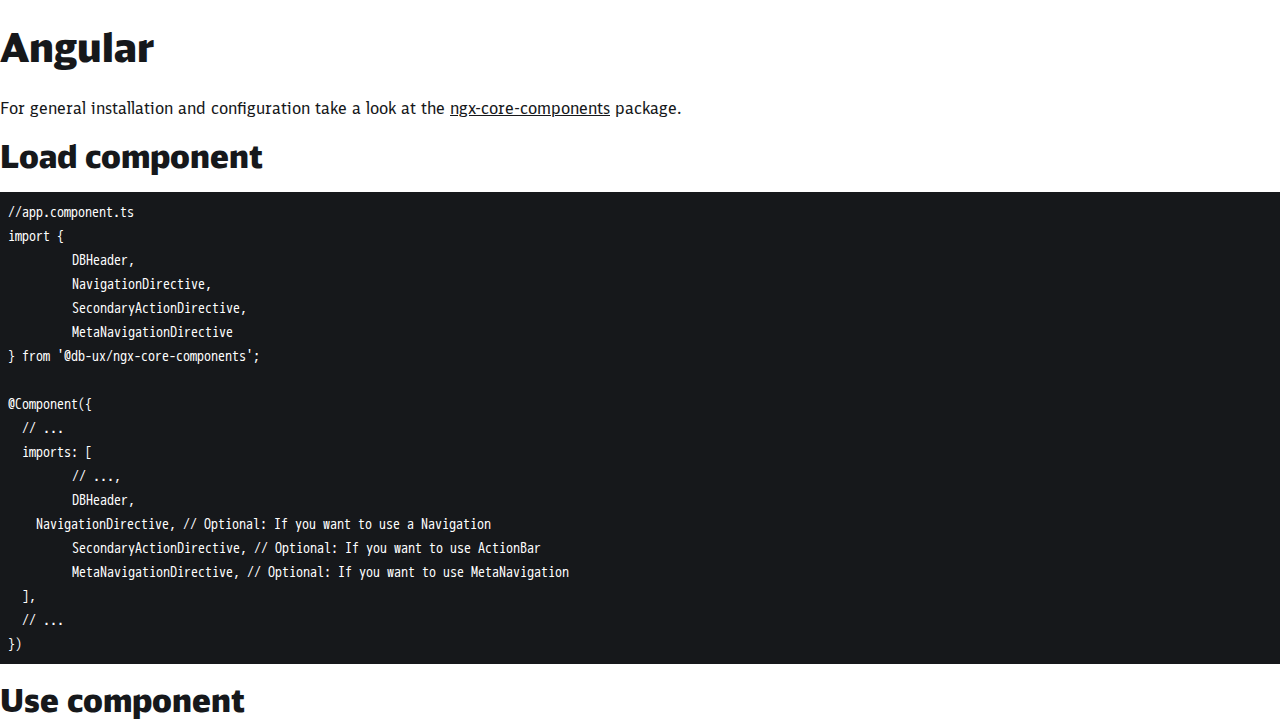 Angular
For general installation and configuration take a look at the ngx-core-components package.
Load component
//app.component.ts
import {
        DBHeader,
        NavigationDirective,
        SecondaryActionDirective,
        MetaNavigationDirective
} from '@db-ux/ngx-core-components';

@Component({
  // ...
  imports: [
        // ...,
        DBHeader,
    NavigationDirective, // Optional: If you want to use a Navigation
        SecondaryActionDirective, // Optional: If you want to use ActionBar
        MetaNavigationDirective, // Optional: If you want to use MetaNavigation
  ],
  // ...
})
Use component